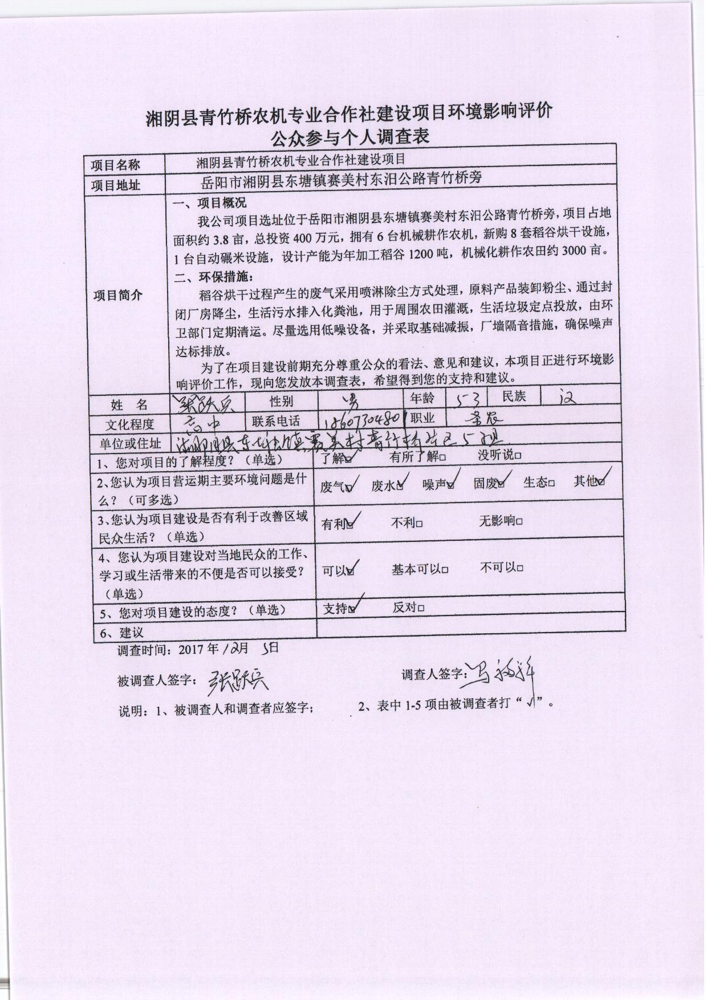 湘阴县青竹桥农机专业合作社建设项目环境影响评价
公众参与个人调查表
项目名称 湘阴县青竹桥农机专业合作社建设项目
项目地址 岳阳市湘阴县东塘镇赛美村东汨公路青竹桥旁
一、项目概况
我公司项目选址位于岳阳市湘阴县东塘镇赛美村东汨公路青竹桥旁，项目占地
面积约 3.8 亩，总投资 400 万元，拥有 6 台机械耕作农机，新购 8 套稻谷烘干设施，
1 台自动碾米设施，设计产能为年加工稻谷 1200 吨，机械化耕作农田约 3000 亩。
二、环保措施：
项目简介
稻谷烘干过程产生的废气采用喷淋除尘方式处理，原料产品装卸粉尘、通过封
闭厂房降尘，生活污水排入化粪池，用于周围农田灌溉，生活垃圾定点投放，由环
卫部门定期清运。尽量选用低噪设备，并采取基础减振，厂墙隔音措施，确保噪声
达标排放。
为了在项目建设前期充分尊重公众的看法、意见和建议，本项目正进行环境影
响评价工作，现向您发放本调查表，希望得到您的支持和建议。
姓 名 张跃兵 性别 男 年龄 53 民族 汉
文化程度 高中 联系电话 18607304801 职业 务农
单位或住址 湘阴县东塘镇赛美村青竹桥片区5组
1、您对项目的了解程度？（单选） 了解☑ 有所了解□ 没听说□
2、您认为项目营运期主要环境问题是什
么？（可多选） 废气☑ 废水☑ 噪声☑ 固废☑ 生态□ 其他☑
3、您认为项目建设是否有利于改善区域
民众生活？（单选） 有利☑ 不利□ 无影响□
4、您认为项目建设对当地民众的工作、
学习或生活带来的不便是否可以接受？ 可以☑ 基本可以□ 不可以□
（单选）
5、您对项目建设的态度？（单选） 支持☑ 反对□
6、建议
调查时间：2017 年 12月 5日
被调查人签字：张跃兵 调查人签字：冯
说明：1、被调查人和调查者应签字； 2、表中 1-5 项由被调查者打“√”。